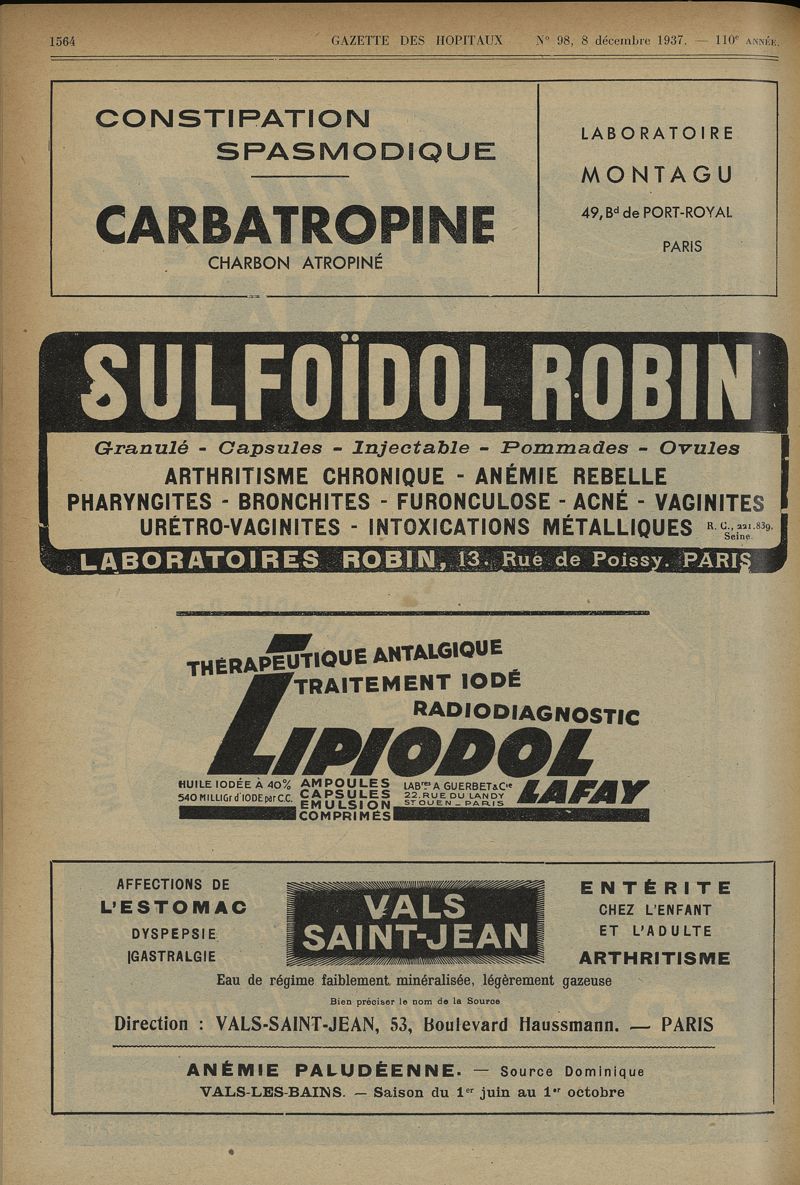 1564 GAZETTE DES HOPITAUX N° 98, 8 décembre 1937. — 110e ANNÉE.
CONSTIPATION
SPASMODIQUE
CARBATROPINE
CHARBON ATROPINÉ
LABORATOIRE
MONTAGU
49, Bd de PORT-ROYAL
PARIS
SULFOÏDOL ROBIN
Granulé - Capsules - Injectable - Pommades - Ovules
ARTHRITISME CHRONIQUE - ANÉMIE REBELLE
PHARYNGITES - BRONCHITES - FURONCULOSE - ACNÉ - VAGINITES
URÉTRO-VAGINITES - INTOXICATIONS MÉTALLIQUES R. C., 221.839, Seine.
LABORATOIRES ROBIN, 13. Rue de Poissy. PARIS
THÉRAPEUTIQUE ANTALGIQUE
TRAITEMENT IODÉ
RADIODIAGNOSTIC
LIPIODOL
LAFAY
HUILE IODÉE À 40%
540 MILLIGr d'IODE par C.C.
AMPOULES
CAPSULES
EMULSION
COMPRIMÉS
LABres A GUERBET & Cie
22. RUE DU LANDY
ST OUEN _ PARIS
AFFECTIONS DE
L'ESTOMAC
DYSPEPSIE
GASTRALGIE
VALS
SAINT-JEAN
ENTÉRITE
CHEZ L'ENFANT
ET L'ADULTE
ARTHRITISME
Eau de régime faiblement minéralisée, légèrement gazeuse
Bien préciser le nom de la Source
Direction : VALS-SAINT-JEAN, 53, Boulevard Haussmann. — PARIS
ANÉMIE PALUDÉENNE. — Source Dominique
VALS-LES-BAINS. — Saison du 1er juin au 1er octobre